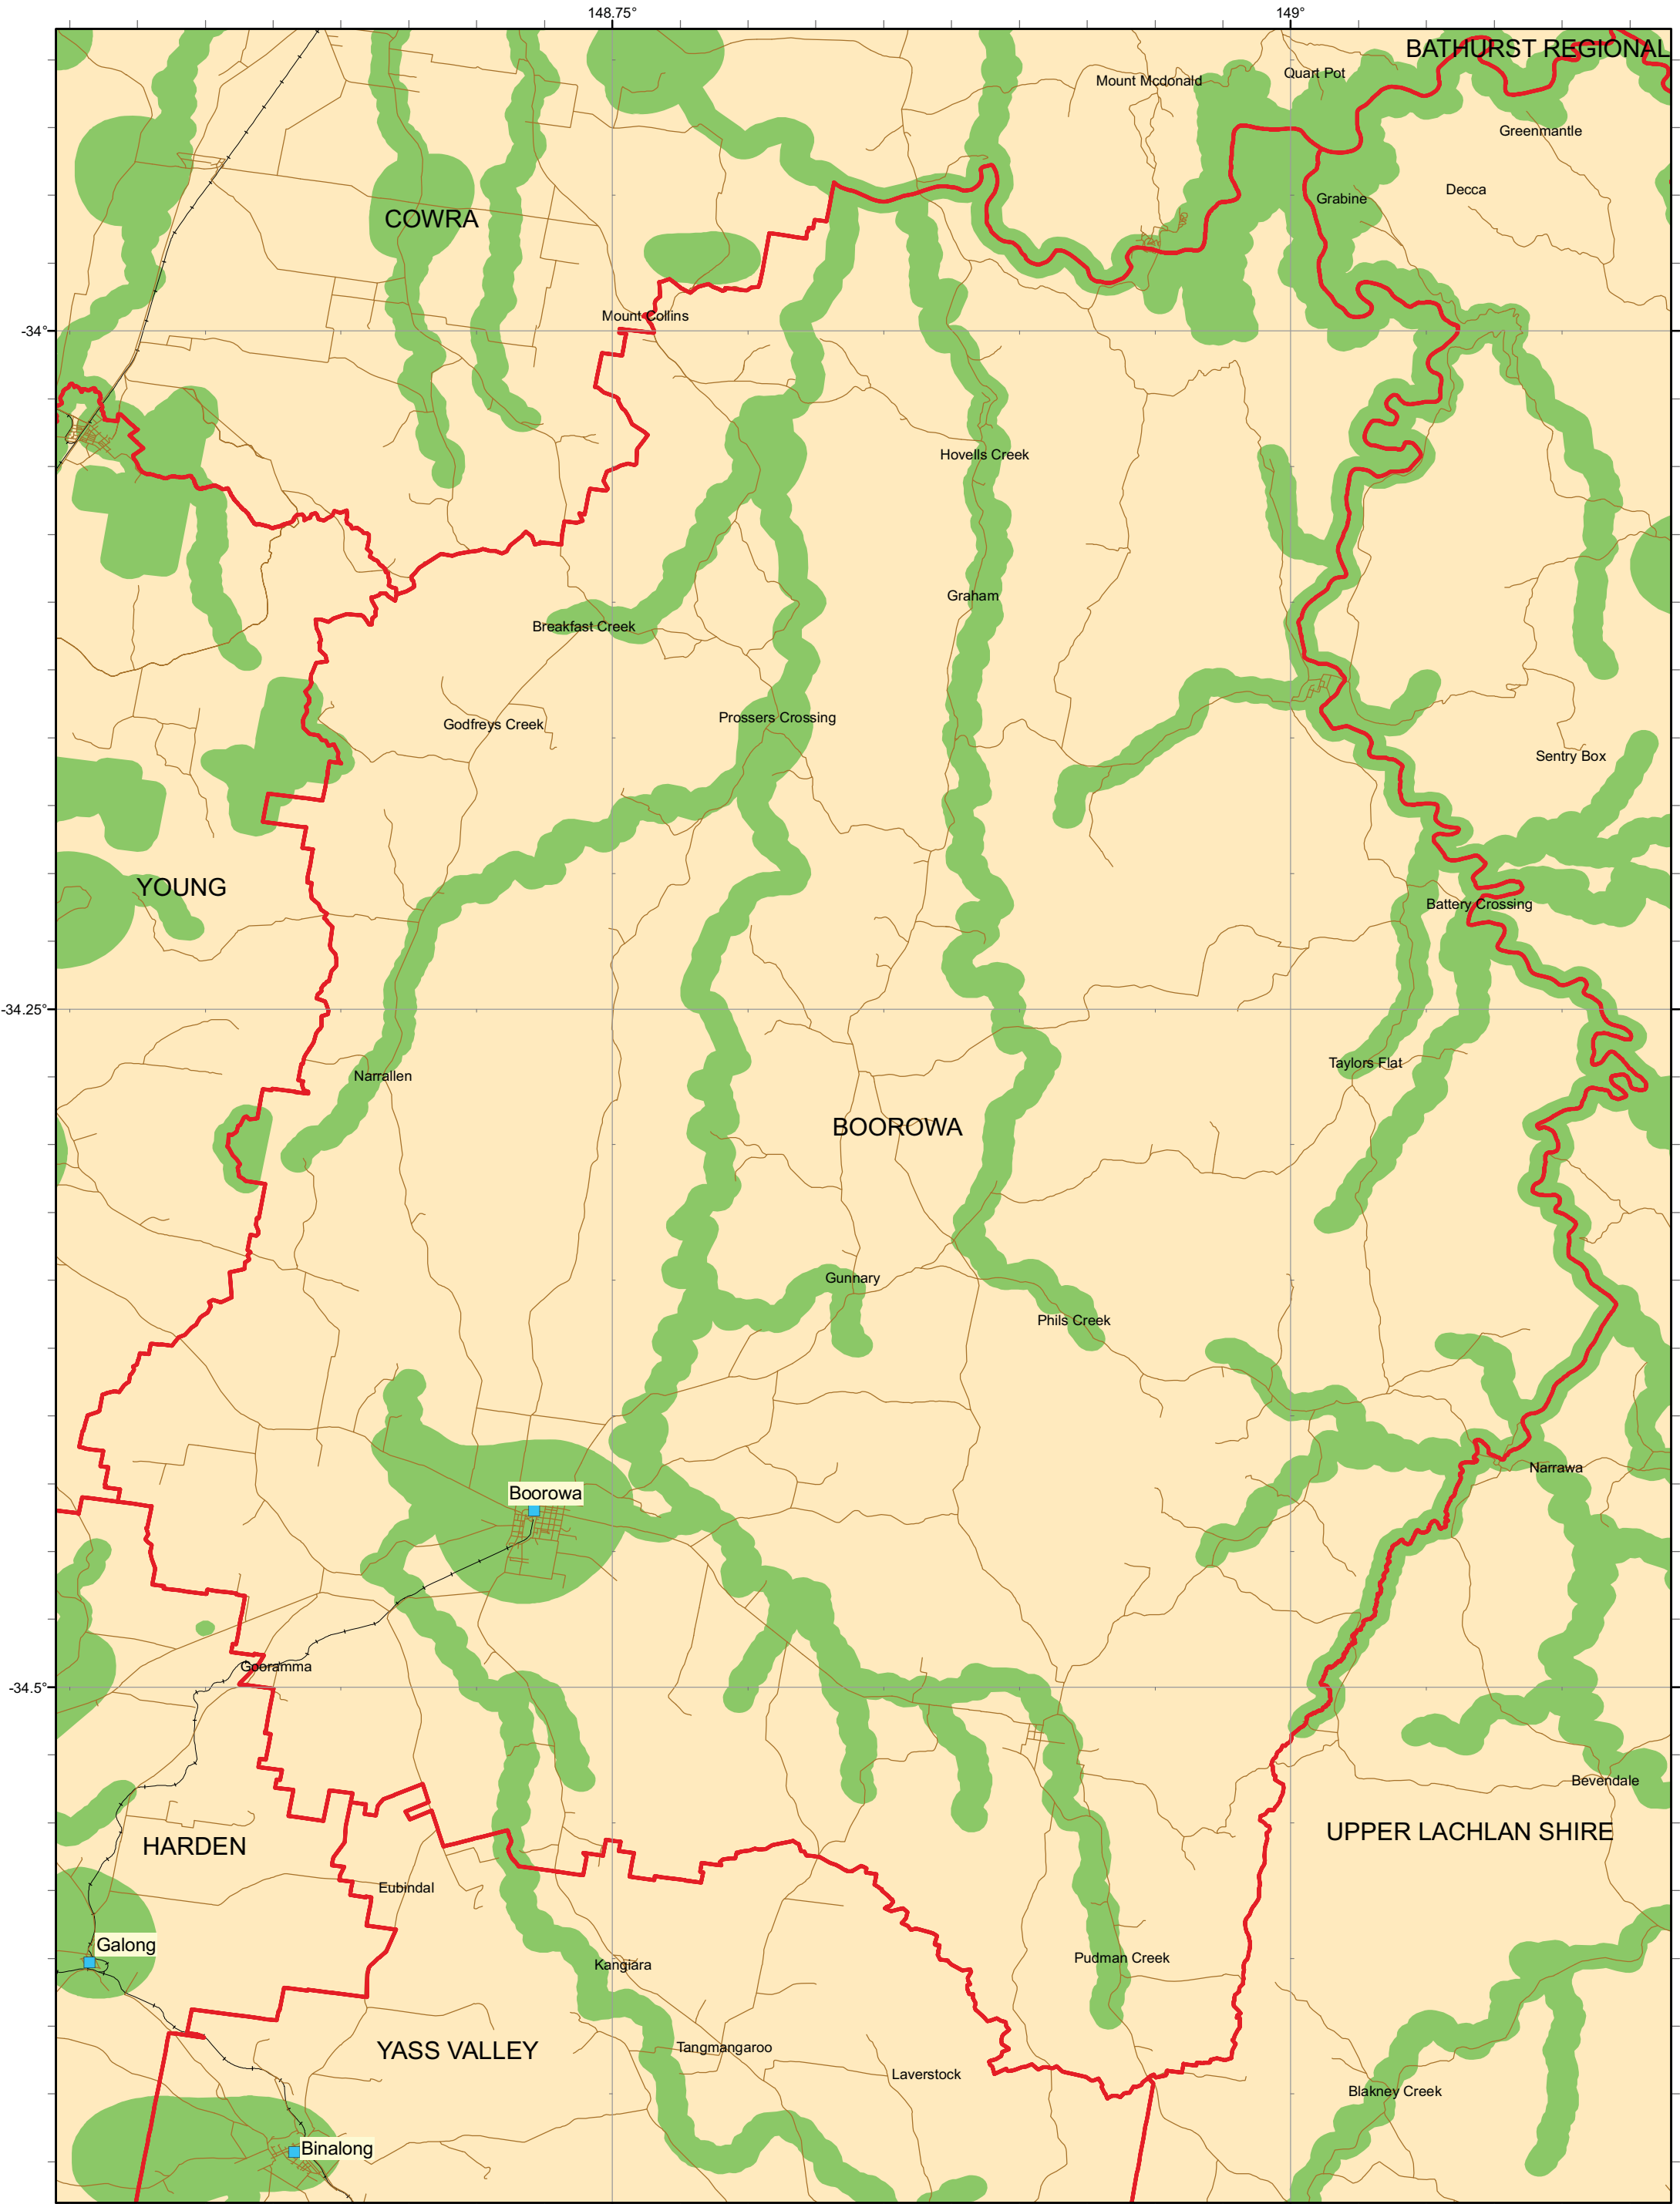 148.75°
149°
BATHURST REGIONAL
Quart Pot
Mount Mcdonald
Greenmantle
Decca
Grabine
COWRA
Mount Collins
-34°
Hovells Creek
Graham
Breakfast Creek
Prossers Crossing
Godfreys Creek
Sentry Box
YOUNG
Battery Crossing
-34.25°
Taylors Flat
Narrallen
BOOROWA
Gunnary
Phils Creek
Narrawa
Boorowa
Gooramma
-34.5°
Bevendale
UPPER LACHLAN SHIRE
HARDEN
Eubindal
Galong
Pudman Creek
Kangiara
Tangmangaroo
YASS VALLEY
Laverstock
Blakney Creek
Binalong